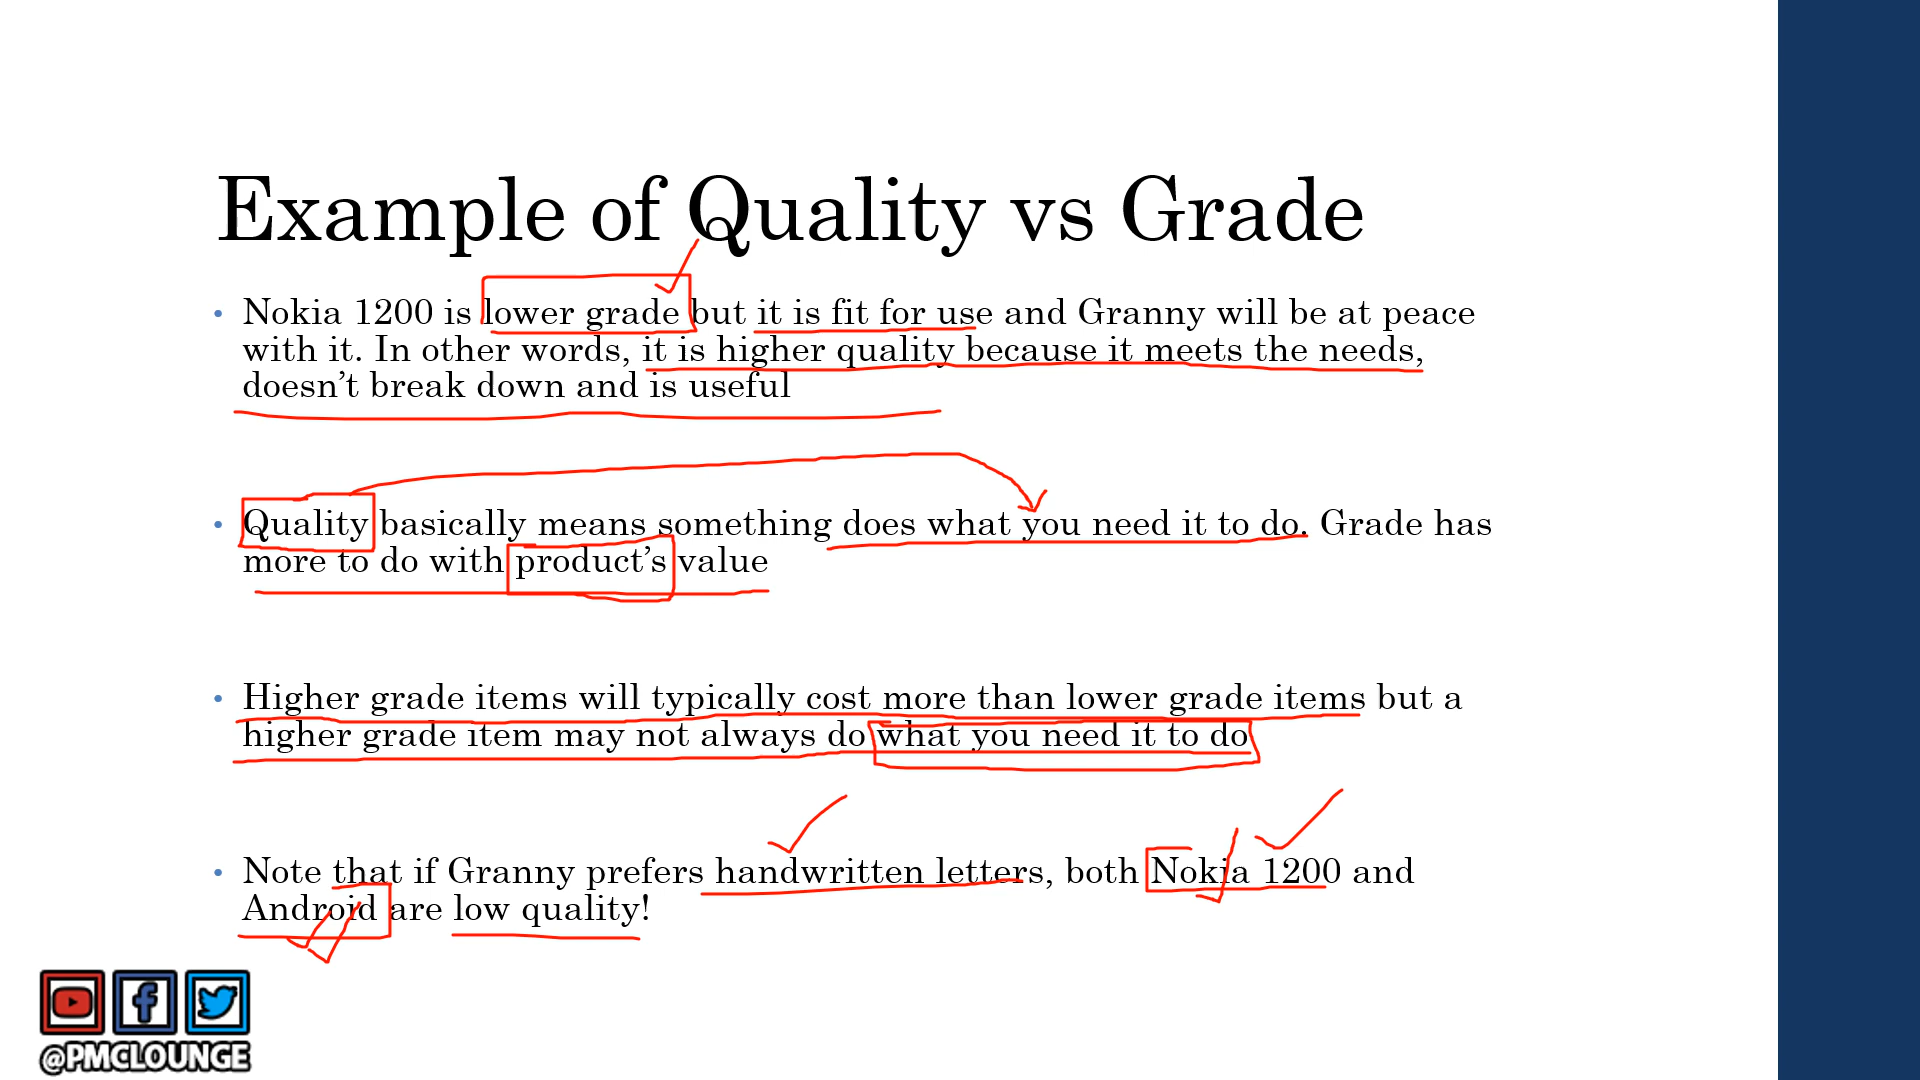 Example of Quality vs Grade
• Nokia 1200 is lower grade but it is fit for use and Granny will be at peace
with it. In other words, it is higher quality because it meets the needs,
doesn’t break down and is useful
• Quality basically means something does what you need it to do. Grade has
more to do with product’s value
• Higher grade items will typically cost more than lower grade items but a
higher grade item may not always do what you need it to do
• Note that if Granny prefers handwritten letters, both Nokia 1200 and
Android are low quality!
@PMCLOUNGE